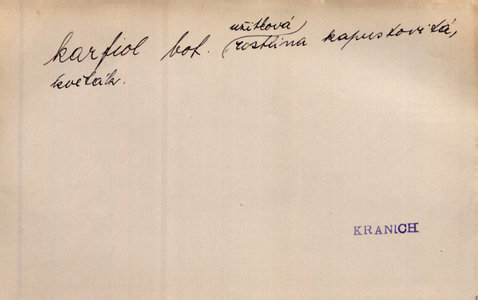 užitková
karfiol bot. rostlina kapustovitá,
květák.
KRANICH